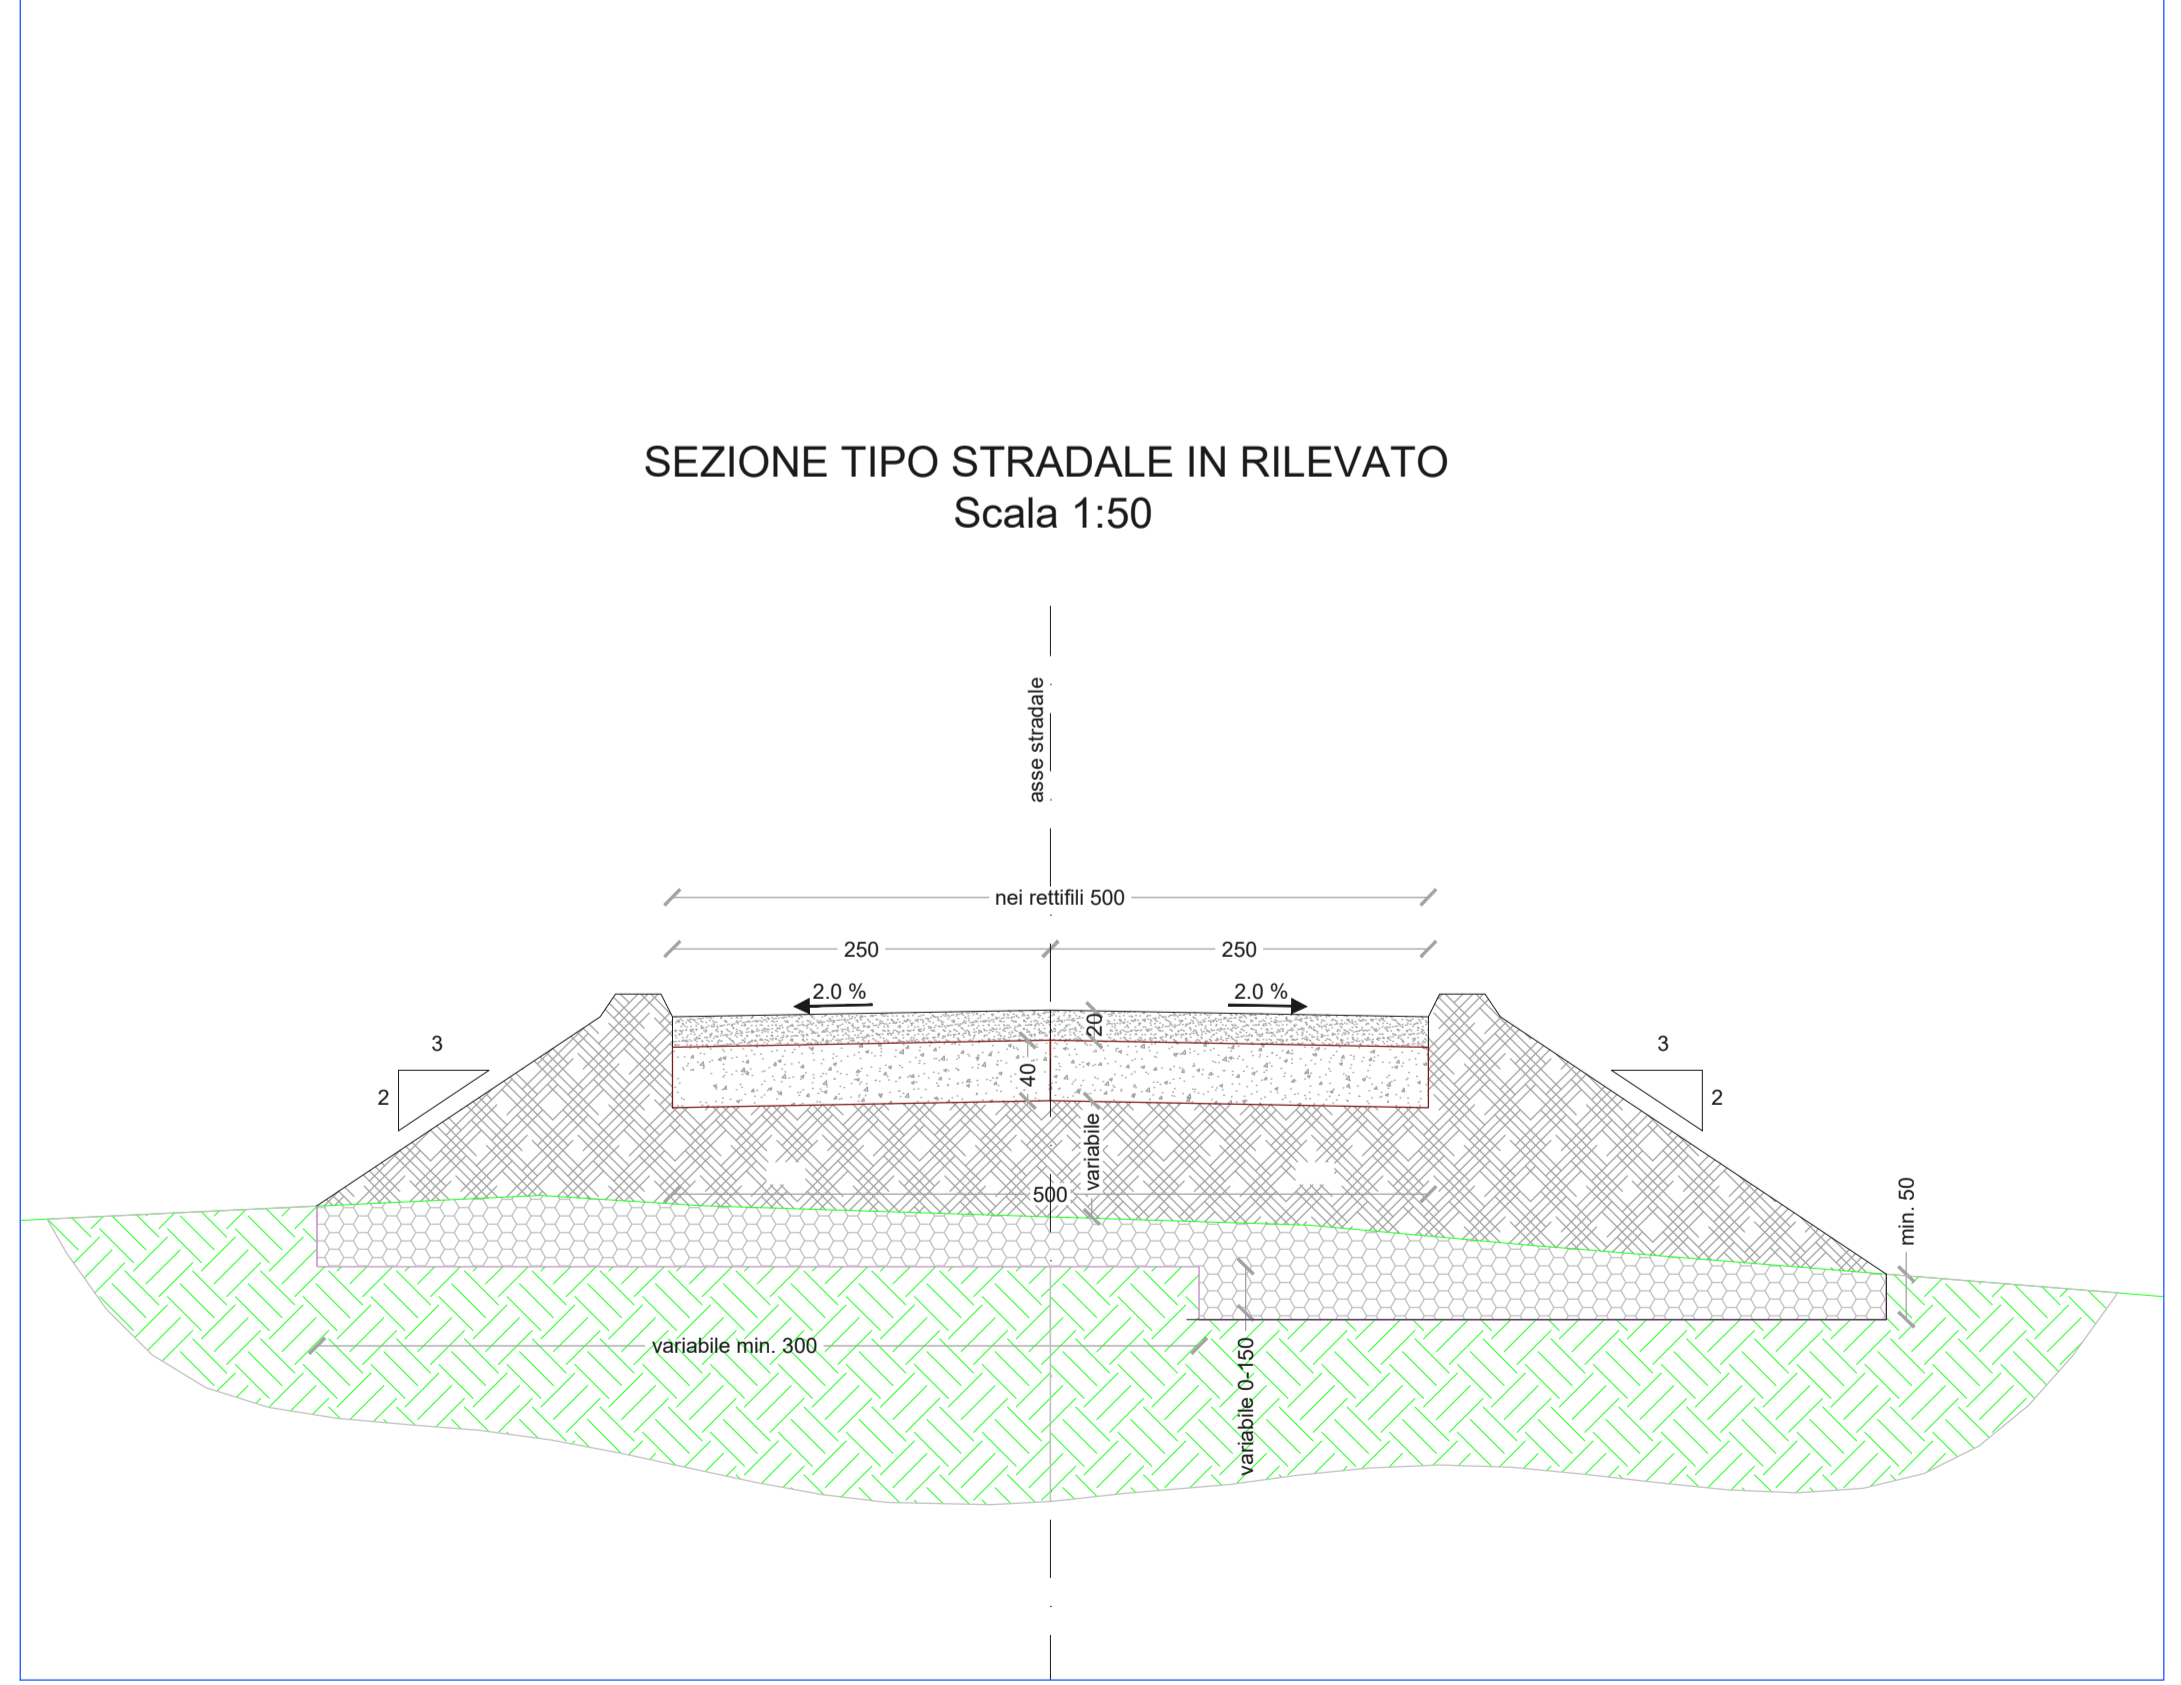 SEZIONE TIPO STRADALE IN RILEVATO
Scala 1:50
asse stradale
nei rettifili 500
250
250
2.0 %
2.0 %
20
3
3
40
2
2
variabile
500
min. 50
variabile min. 300
variabile 0-150